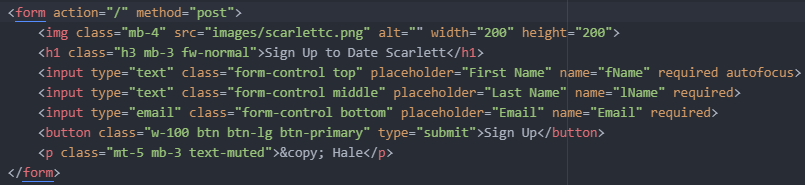 <form action="/" method="post">
<img class="mb-4" src="images/scarlettc.png" alt="" width="200" height="200">
<h1 class="h3 mb-3 fw-normal">Sign Up to Date Scarlett</h1>
<input type="text" class="form-control top" placeholder="First Name" name="fName" required autofocus>
<input type="text" class="form-control middle" placeholder="Last Name" name="lName" required>
<input type="email" class="form-control bottom" placeholder="Email" name="Email" required>
<button class="w-100 btn btn-lg btn-primary" type="submit">Sign Up</button>
<p class="mt-5 mb-3 text-muted">&copy; Hale</p>
</form>